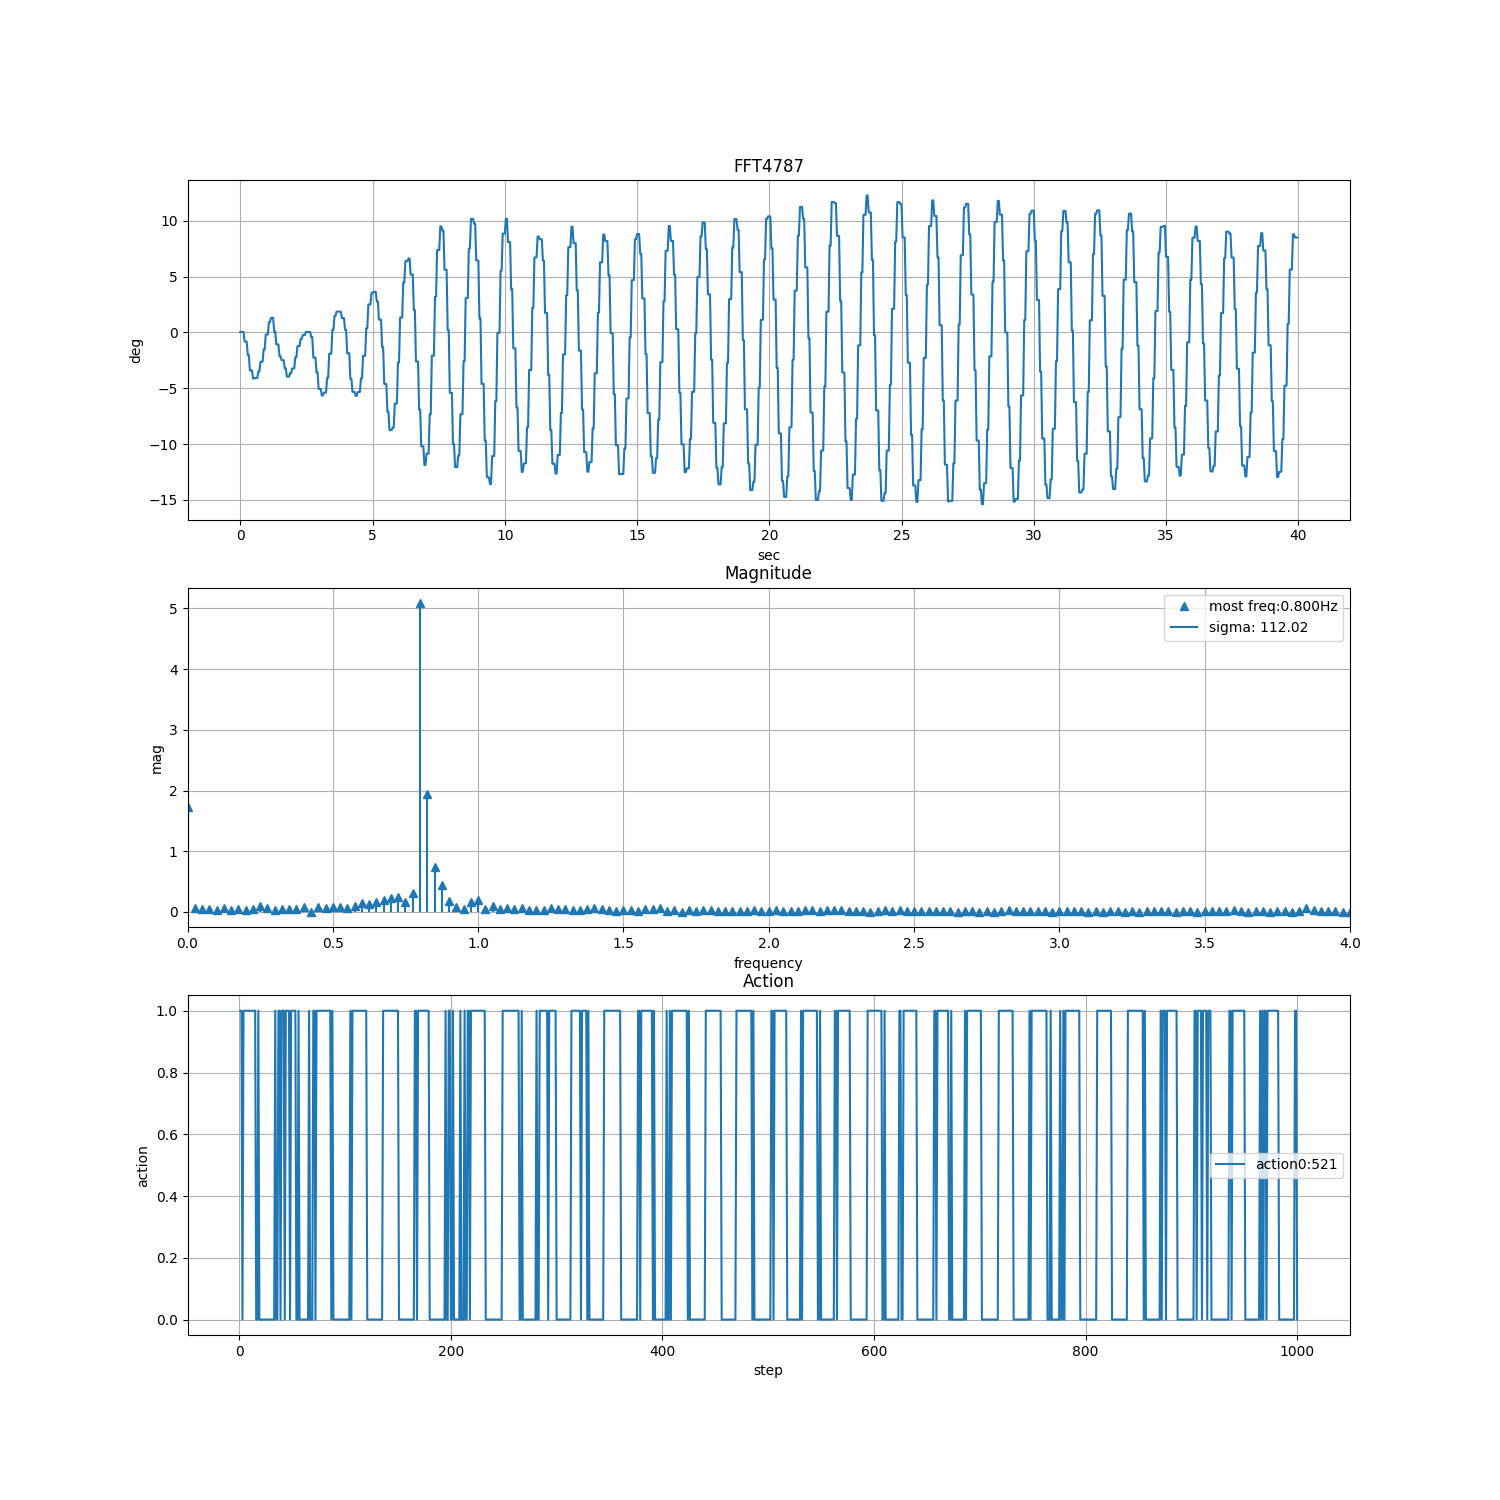 FFT4787
10
5
0
−5
−10
−15
deg
0 5 10 15 20 25 30 35 40
sec
Magnitude
5
4
3
2
1
0
mag
most freq:0.800Hz
sigma: 112.02
0.0 0.5 1.0 1.5 2.0 2.5 3.0 3.5 4.0
frequency
Action
1.0
0.8
0.6
0.4
0.2
0.0
action
action0:521
0 200 400 600 800 1000
step